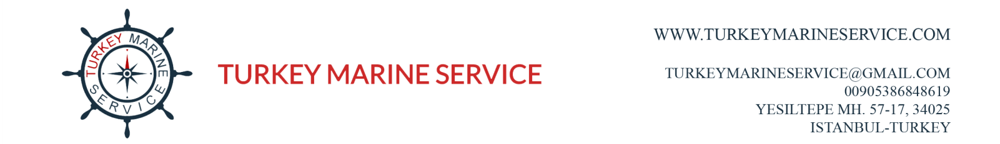 TURKEY MARINE
SERVICE
TURKEY MARINE SERVICE
WWW.TURKEYMARINESERVICE.COM
TURKEYMARINESERVICE@GMAIL.COM
00905386848619
YESILTEPE MH. 57-17, 34025
ISTANBUL-TURKEY